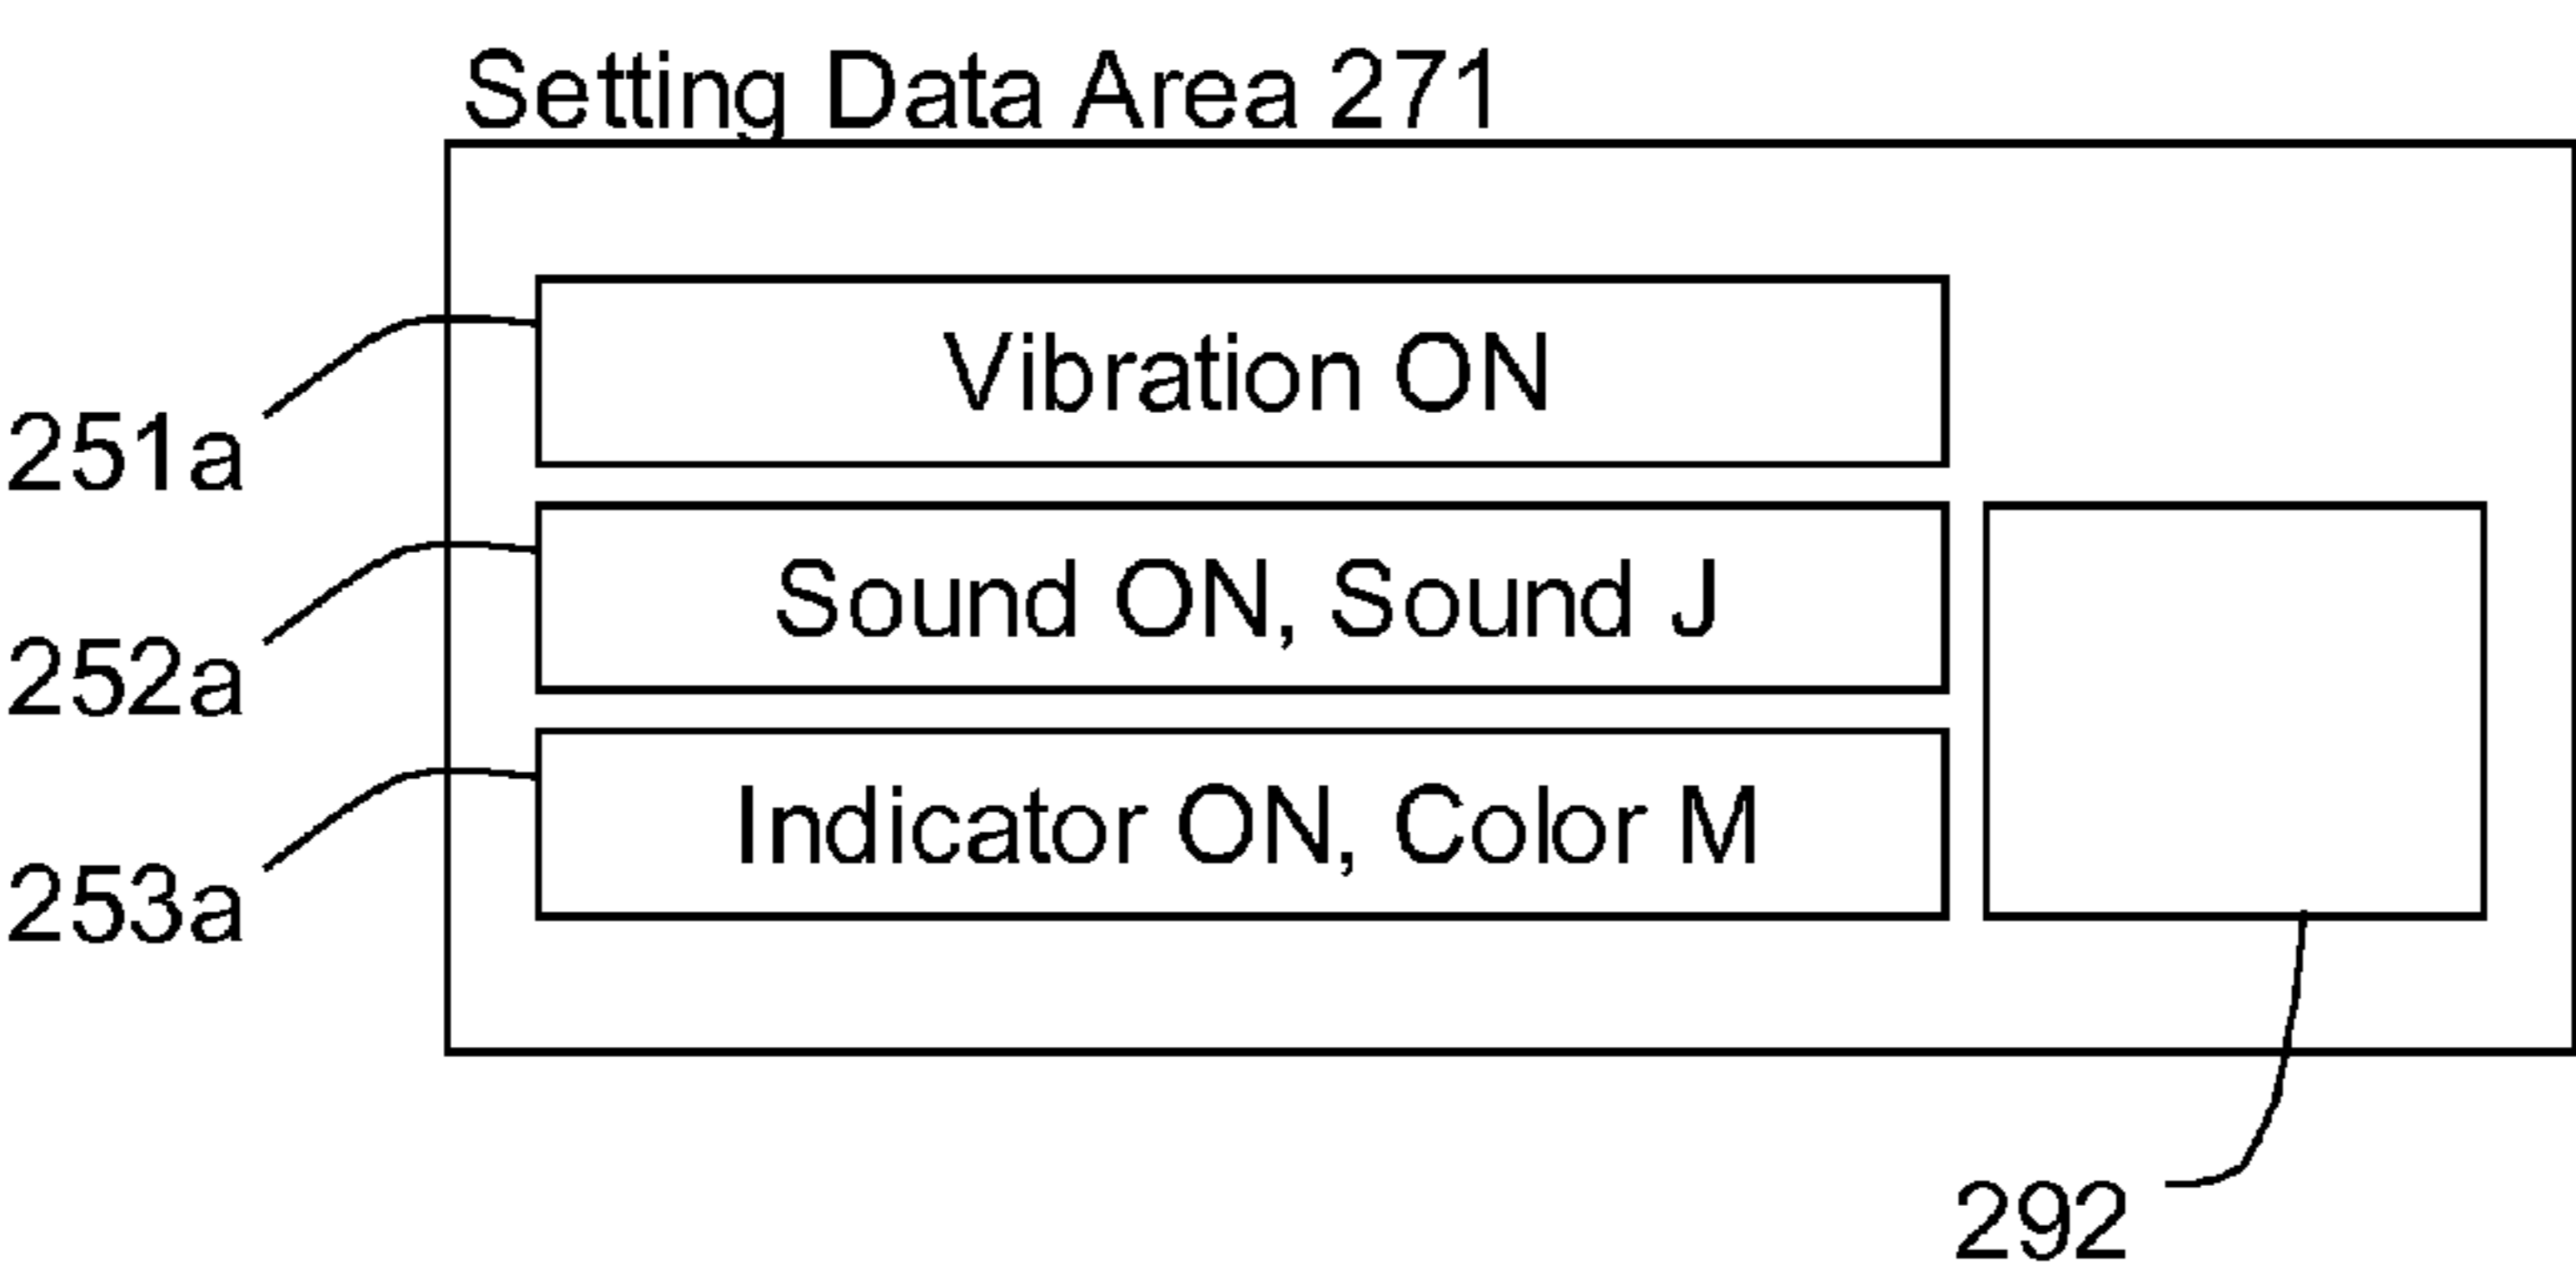 Setting Data Area 271
Vibration ON
251a
Sound ON, Sound J
252a
Indicator ON, Color M
253a
292